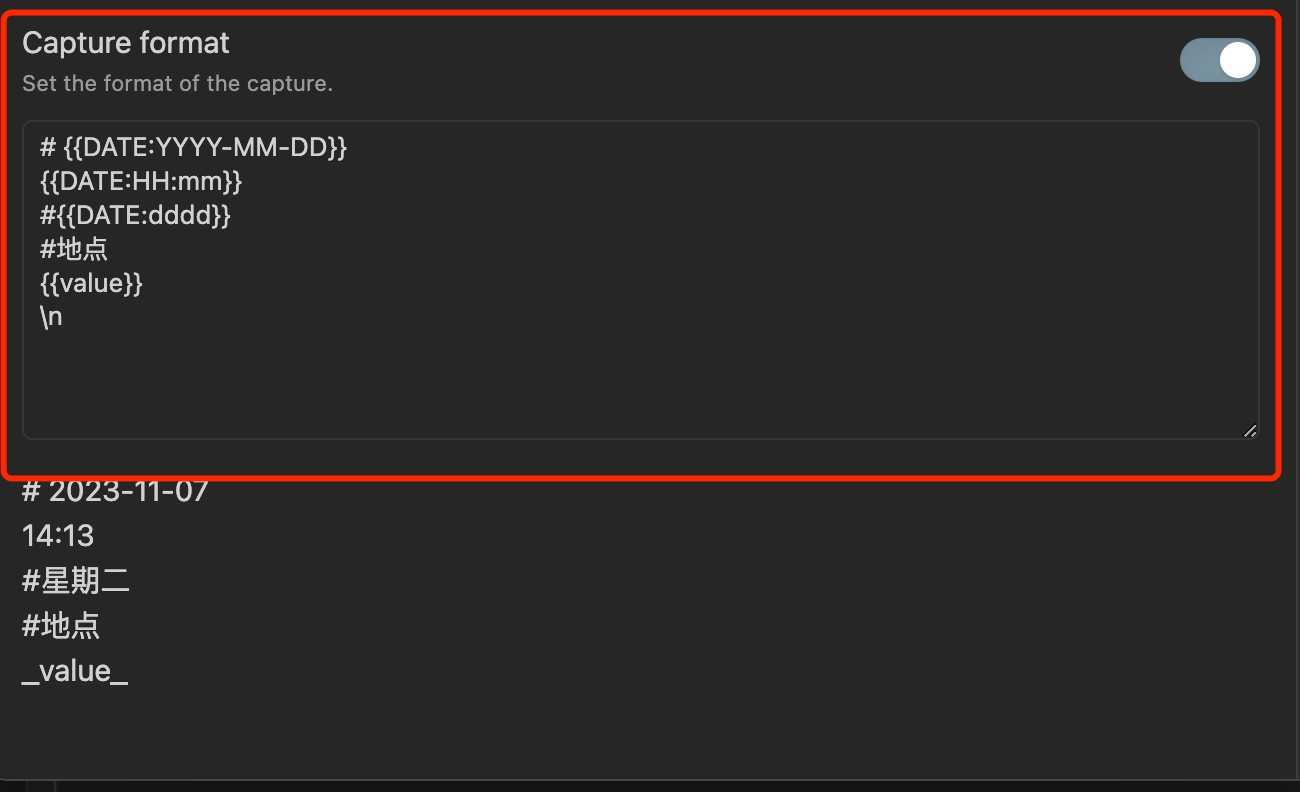 Capture format
Set the format of the capture.
# {{DATE:YYYY-MM-DD}}
{{DATE:HH:mm}}
#{{DATE:dddd}}
#地点
{{value}}
\n
# 2023-11-07
14:13
#星期二
#地点
_value_